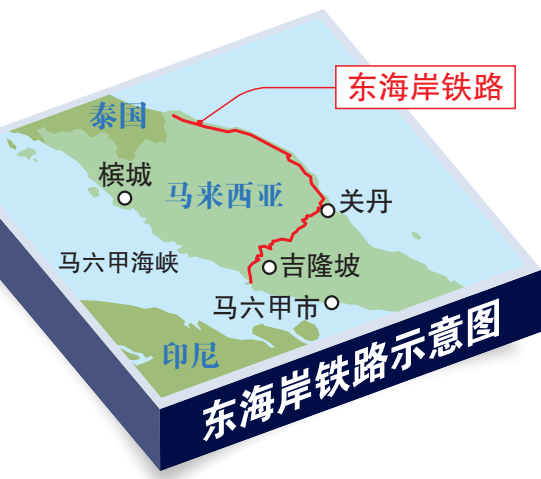 东海岸铁路
泰国
槟城
马来西亚
关丹
马六甲海峡
吉隆坡
马六甲市
印尼
东海岸铁路示意图